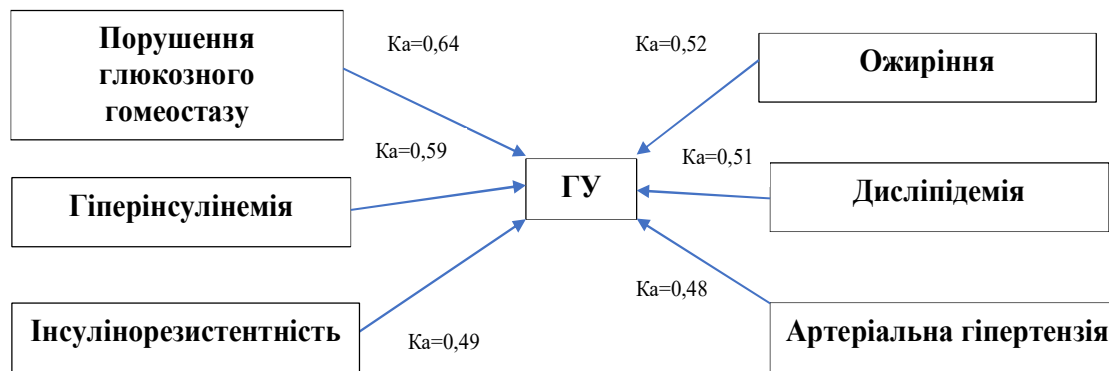 Порушення
глюкозного
гомеостазу
Ка=0,64
Ка=0,52
Ожиріння
Ка=0,59
Гіперінсулінемія
ГУ
Ка=0,51
Дисліпідемія
Інсулінорезистентність
Ка=0,49
Ка=0,48
Артеріальна гіпертензія